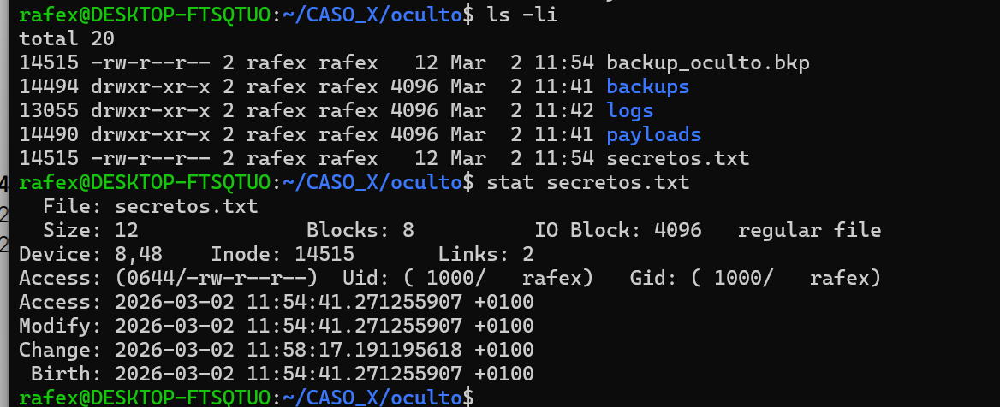 rafex@DESKTOP-FTSQTUO:~/CASO_X/oculto$ ls -li
total 20
14515 -rw-r--r-- 2 rafex rafex   12 Mar  2 11:54 backup_oculto.bkp
14494 drwxr-xr-x 2 rafex rafex 4096 Mar  2 11:41 backups
13055 drwxr-xr-x 2 rafex rafex 4096 Mar  2 11:42 logs
14490 drwxr-xr-x 2 rafex rafex 4096 Mar  2 11:41 payloads
14515 -rw-r--r-- 2 rafex rafex   12 Mar  2 11:54 secretos.txt
rafex@DESKTOP-FTSQTUO:~/CASO_X/oculto$ stat secretos.txt
  File: secretos.txt
  Size: 12              Blocks: 8          IO Block: 4096   regular file
Device: 8,48    Inode: 14515       Links: 2
Access: (0644/-rw-r--r--)  Uid: ( 1000/   rafex)   Gid: ( 1000/   rafex)
Access: 2026-03-02 11:54:41.271255907 +0100
Modify: 2026-03-02 11:54:41.271255907 +0100
Change: 2026-03-02 11:58:17.191195618 +0100
 Birth: 2026-03-02 11:54:41.271255907 +0100
rafex@DESKTOP-FTSQTUO:~/CASO_X/oculto$